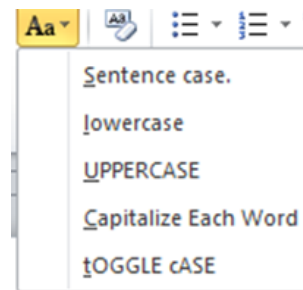 Aa
Sentence case.
lowercase
UPPERCASE
Capitalize Each Word
tOGGLE cASE